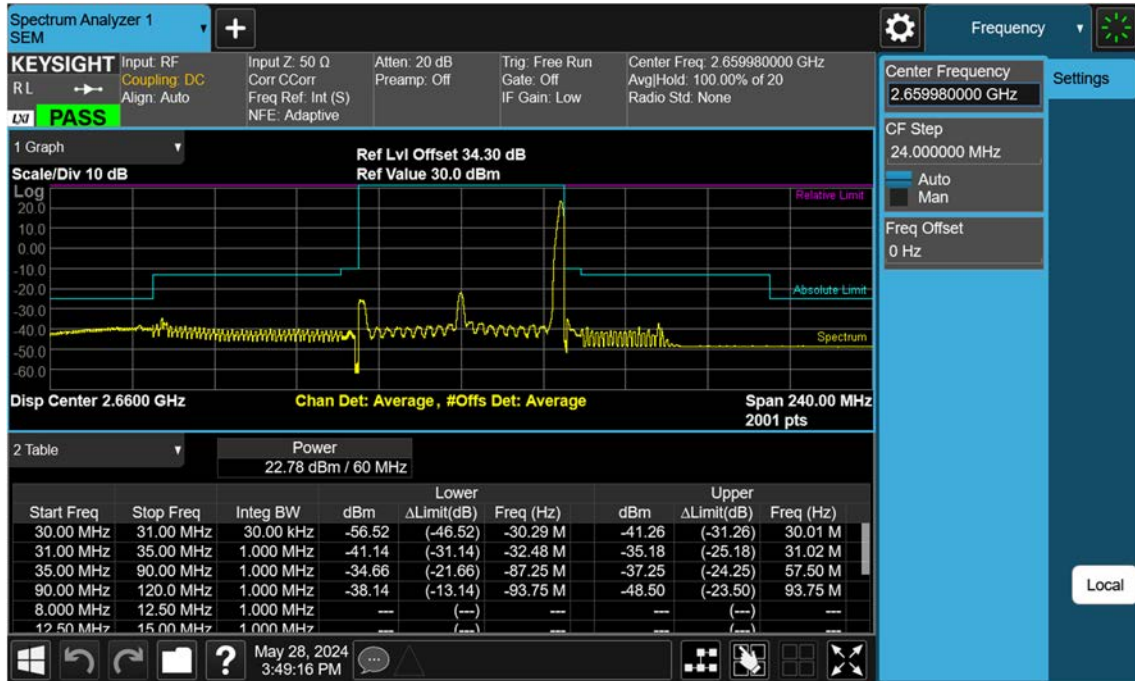 Spectrum Analyzer 1
SEM
+
Frequency
KEYSIGHT
Input: RF
Coupling: DC
Align: Auto
Input Z: 50 Ω
Corr CCorr
Freq Ref: Int (S)
NFE: Adaptive
Atten: 20 dB
Preamp: Off
Trig: Free Run
Gate: Off
IF Gain: Low
Center Freq: 2.659980000 GHz
Avg|Hold: 100.00% of 20
Radio Std: None
R L
LXI
PASS
Center Frequency
2.659980000 GHz
Settings
CF Step
24.000000 MHz
Auto
Man
Freq Offset
0 Hz
Local
1 Graph
Ref Lvl Offset 34.30 dB
Scale/Div 10 dB
Ref Value 30.0 dBm
Log
Relative Limit
20.0
10.0
0.00
-10.0
-20.0
Absolute Limit
-30.0
-40.0
Spectrum
-50.0
-60.0
Disp Center 2.6600 GHz
Chan Det: Average, #Offs Det: Average
Span 240.00 MHz
2001 pts
2 Table
Power
22.78 dBm / 60 MHz
Lower Upper
Start Freq Stop Freq Integ BW dBm ΔLimit(dB) Freq (Hz) dBm ΔLimit(dB) Freq (Hz)
30.00 MHz 31.00 MHz 30.00 kHz -56.52 (-46.52) -30.29 M -41.26 (-31.26) 30.01 M
31.00 MHz 35.00 MHz 1.000 MHz -41.14 (-31.14) -32.48 M -35.18 (-25.18) 31.02 M
35.00 MHz 90.00 MHz 1.000 MHz -34.66 (-21.66) -87.25 M -37.25 (-24.25) 57.50 M
90.00 MHz 120.0 MHz 1.000 MHz -38.14 (-13.14) -93.75 M -48.50 (-23.50) 93.75 M
8.000 MHz 12.50 MHz 1.000 MHz --- (---) --- --- (---) ---
12.50 MHz 15.00 MHz 1.000 MHz --- (---) --- --- (---) ---
?
May 28, 2024
3:49:16 PM